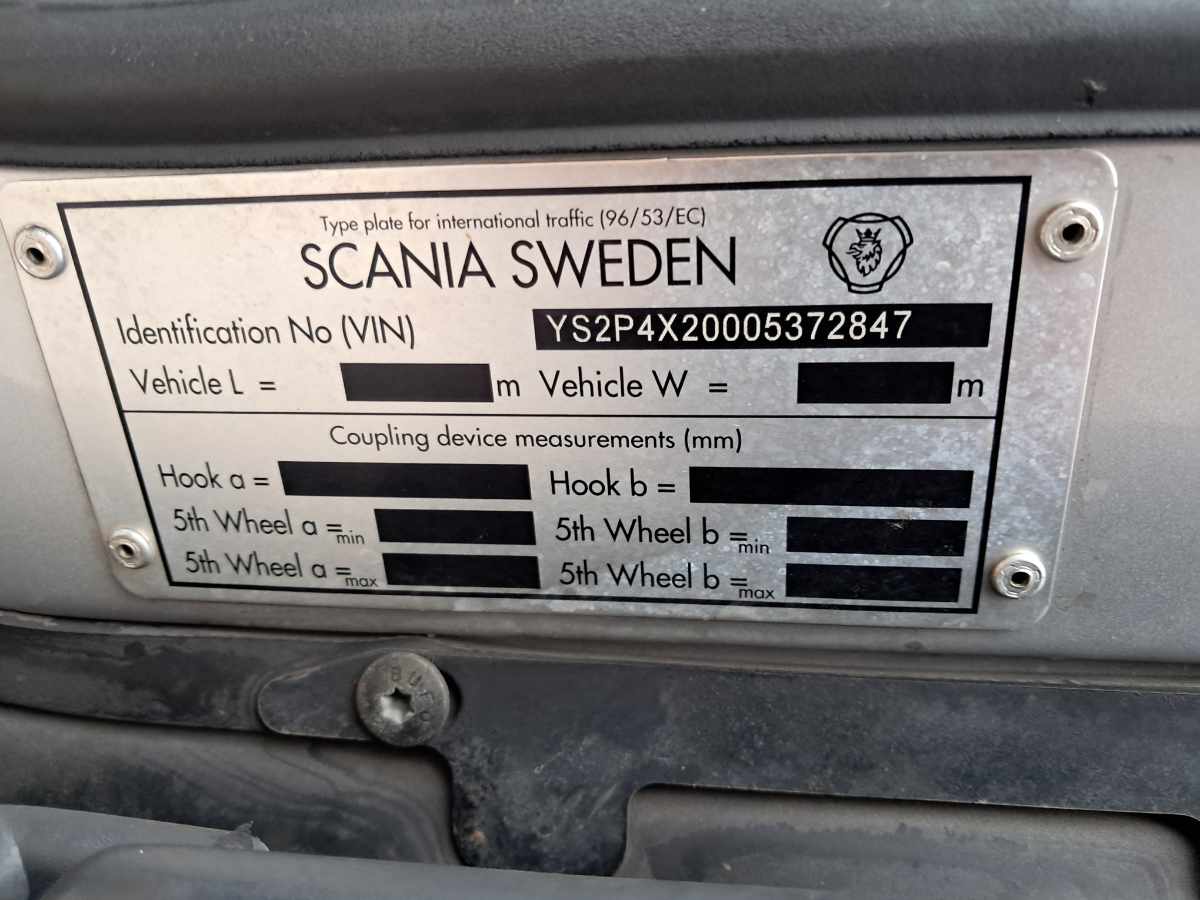 Type plate for international traffic (96/53/EC)
SCANIA SWEDEN
Identification No (VIN) YS2P4X20005372847
Vehicle L = m Vehicle W = m
Coupling device measurements (mm)
Hook a = Hook b =
5th Wheel a = min 5th Wheel b = min
5th Wheel a = max 5th Wheel b = max
BUFO